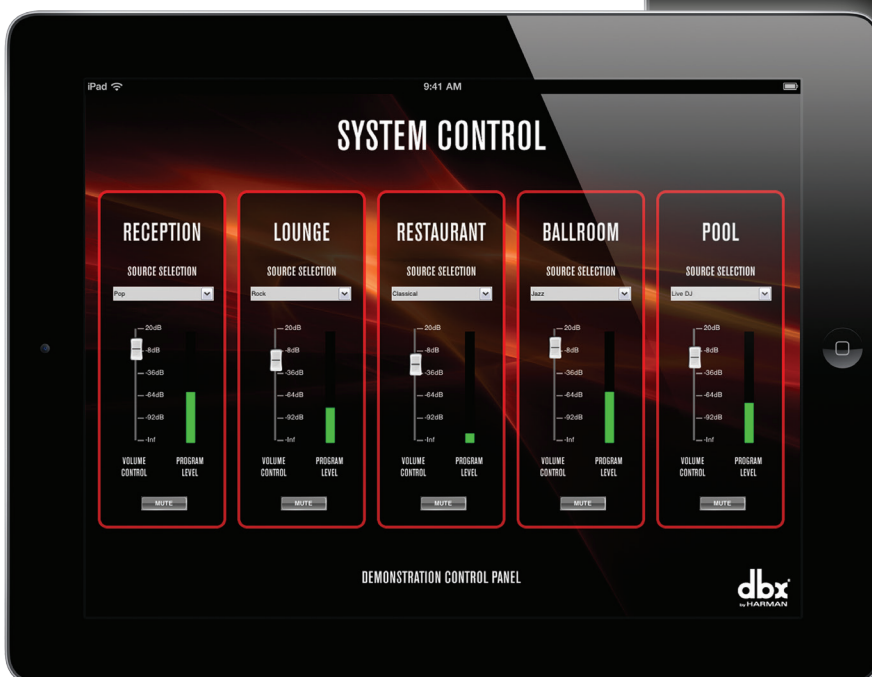 iPad 9:41 AM
SYSTEM CONTROL
RECEPTION
SOURCE SELECTION
Pop
20dB
-8dB
-36dB
-64dB
-92dB
-Inf
VOLUME PROGRAM
CONTROL LEVEL
MUTE
LOUNGE
SOURCE SELECTION
Rock
20dB
-8dB
-36dB
-64dB
-92dB
-Inf
VOLUME PROGRAM
CONTROL LEVEL
MUTE
RESTAURANT
SOURCE SELECTION
Classical
20dB
-8dB
-36dB
-64dB
-92dB
-Inf
VOLUME PROGRAM
CONTROL LEVEL
MUTE
BALLROOM
SOURCE SELECTION
Jazz
20dB
-8dB
-36dB
-64dB
-92dB
-Inf
VOLUME PROGRAM
CONTROL LEVEL
MUTE
POOL
SOURCE SELECTION
Live DJ
20dB
-8dB
-36dB
-64dB
-92dB
-Inf
VOLUME PROGRAM
CONTROL LEVEL
MUTE
DEMONSTRATION CONTROL PANEL
dbx
by HARMAN